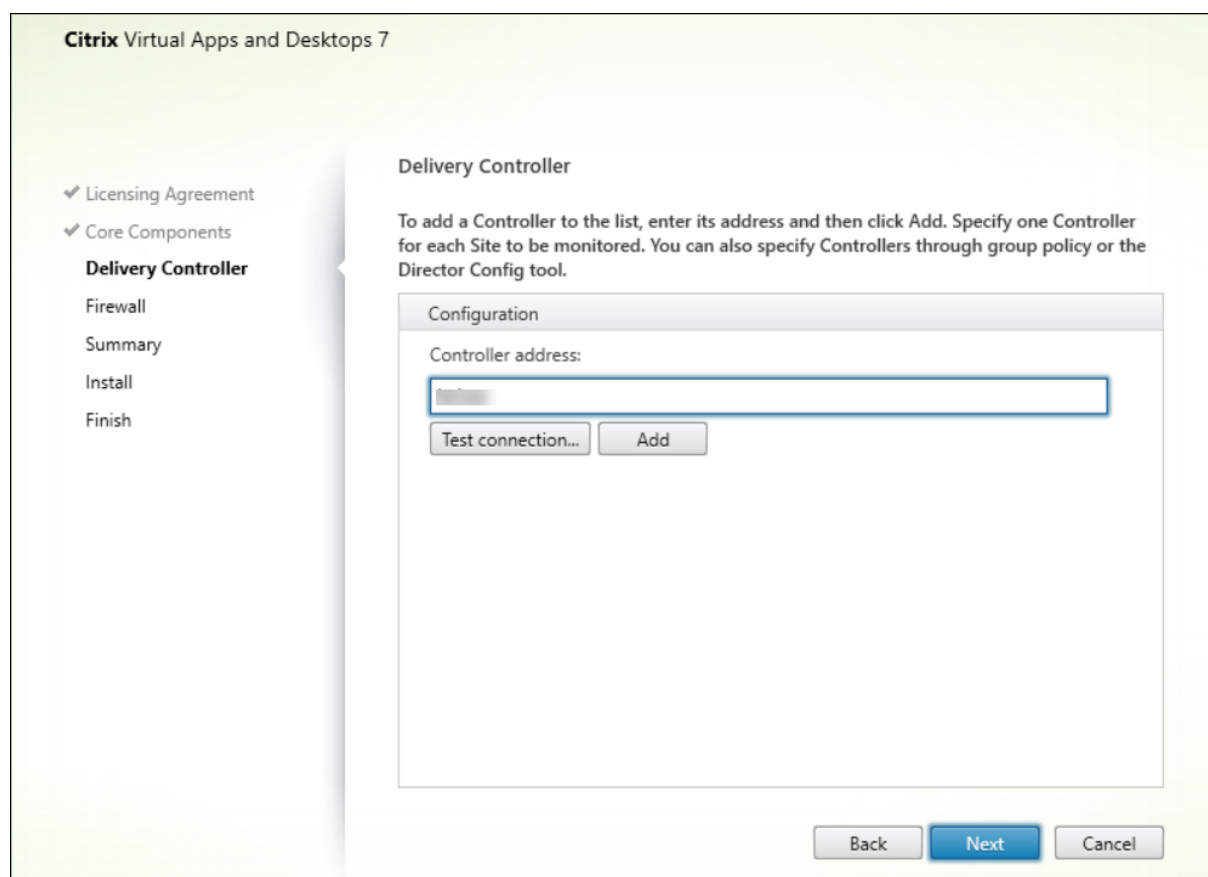 Citrix Virtual Apps and Desktops 7
Licensing Agreement
Core Components
Delivery Controller
Firewall
Summary
Install
Finish
Delivery Controller
To add a Controller to the list, enter its address and then click Add. Specify one Controller
for each Site to be monitored. You can also specify Controllers through group policy or the
Director Config tool.
Configuration
Controller address:
Test connection...
Add
Back
Next
Cancel